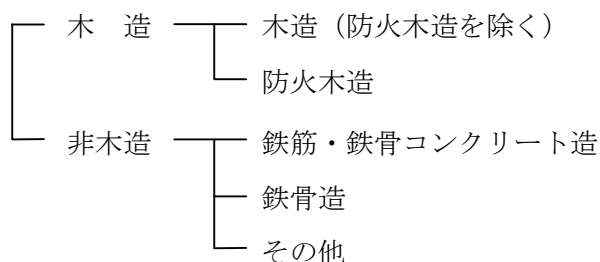 木　造　木造（防火木造を除く）
防火木造
非木造　鉄筋・鉄骨コンクリート造
鉄骨造
その他